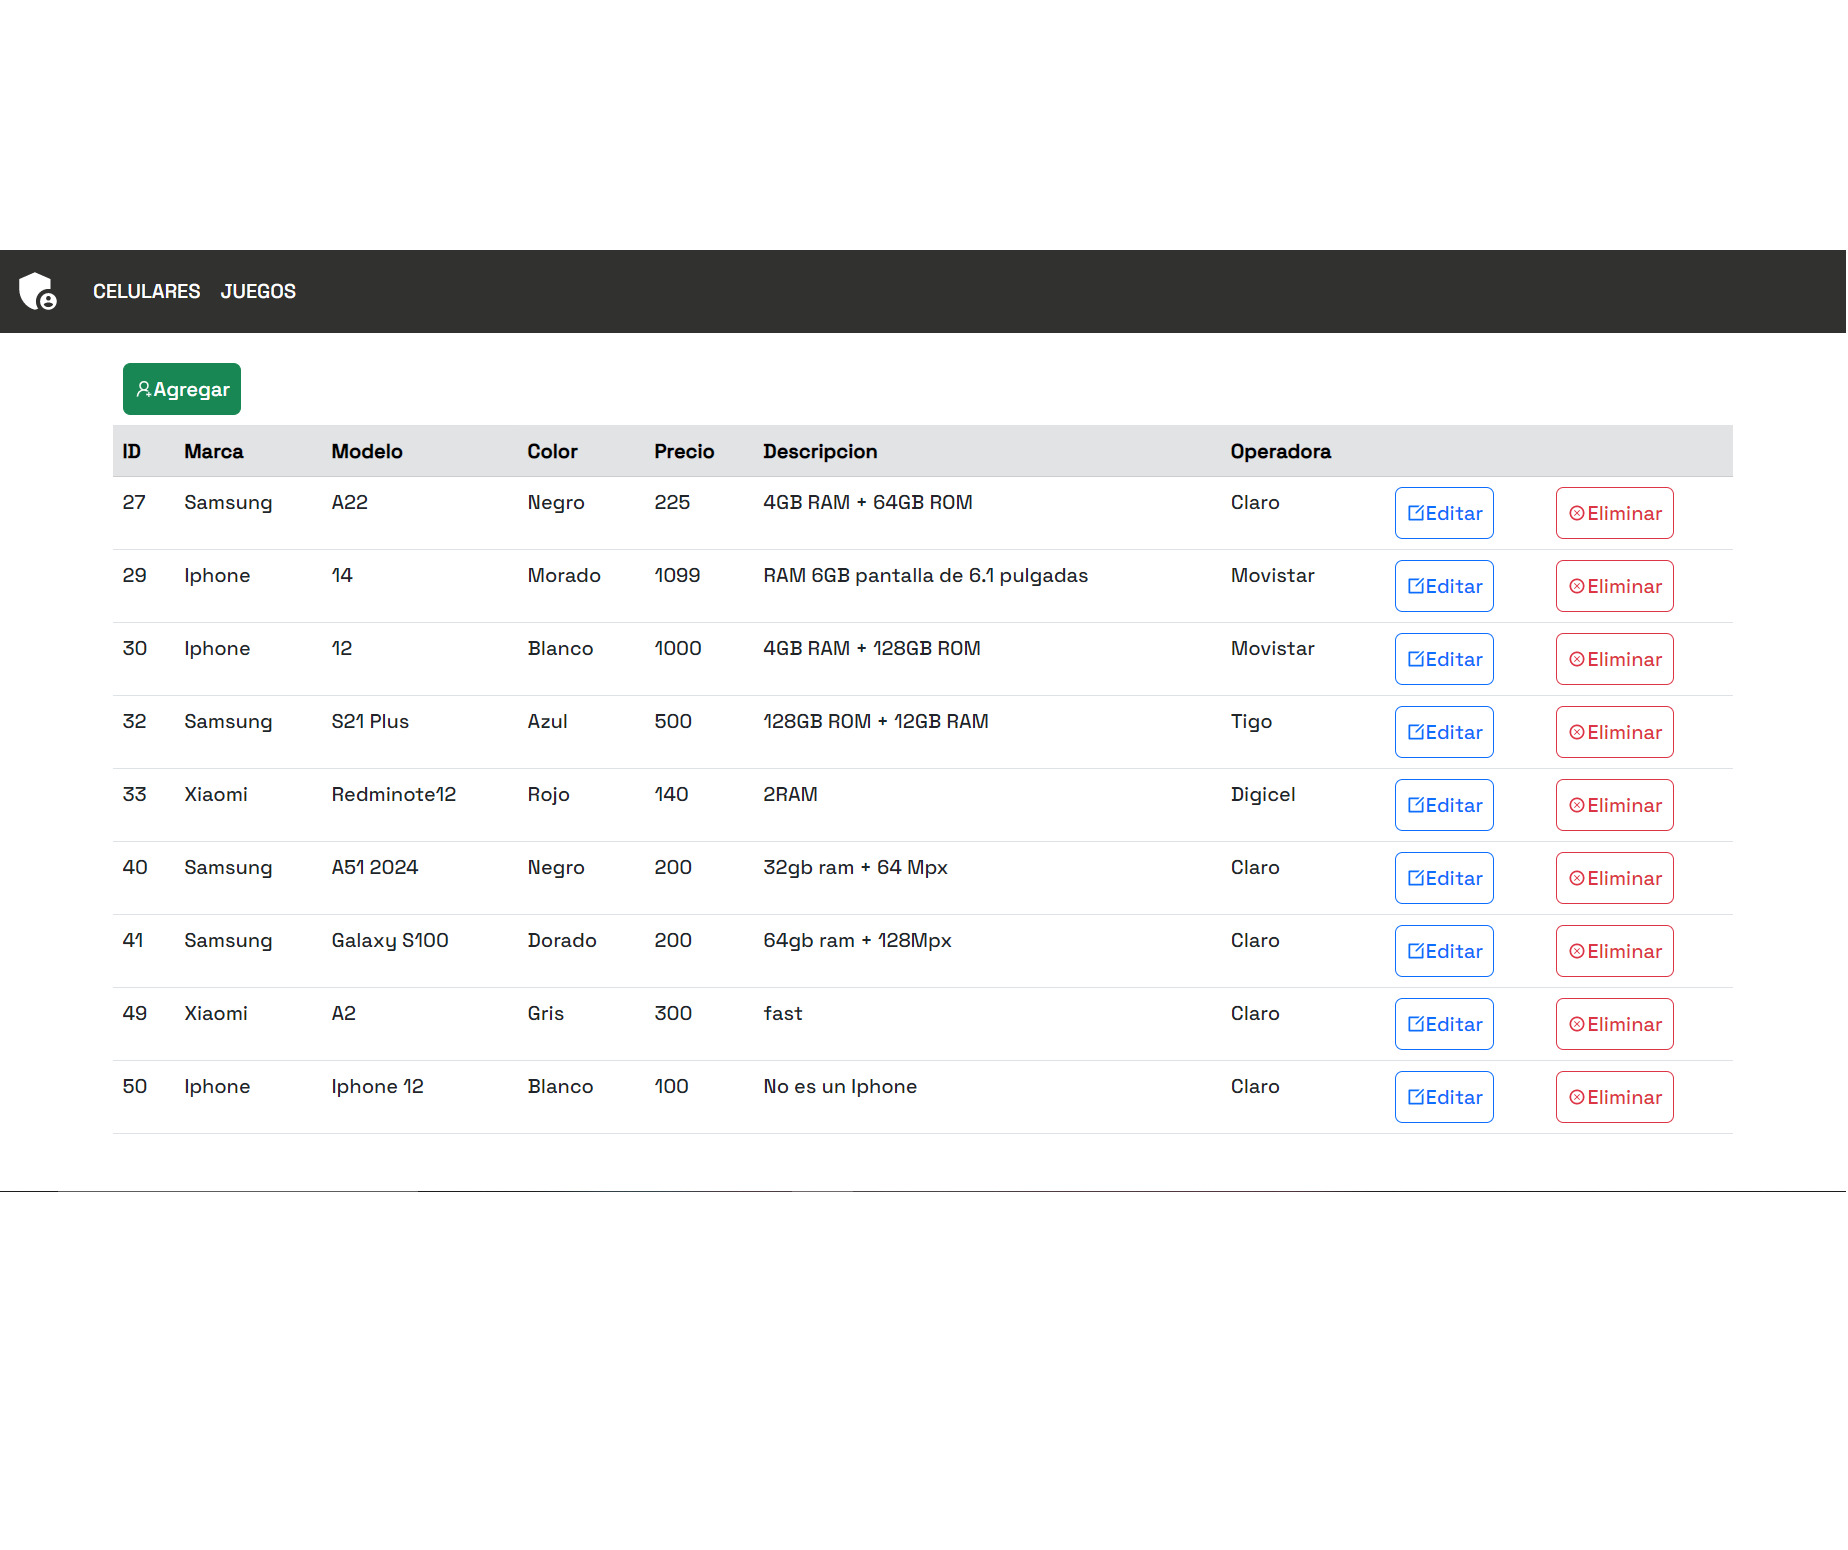 CELULARES JUEGOS
Agregar
ID Marca Modelo Color Precio Descripcion Operadora
27 Samsung A22 Negro 225 4GB RAM + 64GB ROM Claro Editar Eliminar
29 Iphone 14 Morado 1099 RAM 6GB pantalla de 6.1 pulgadas Movistar Editar Eliminar
30 Iphone 12 Blanco 1000 4GB RAM + 128GB ROM Movistar Editar Eliminar
32 Samsung S21 Plus Azul 500 128GB ROM + 12GB RAM Tigo Editar Eliminar
33 Xiaomi Redminote12 Rojo 140 2RAM Digicel Editar Eliminar
40 Samsung A51 2024 Negro 200 32gb ram + 64 Mpx Claro Editar Eliminar
41 Samsung Galaxy S100 Dorado 200 64gb ram + 128Mpx Claro Editar Eliminar
49 Xiaomi A2 Gris 300 fast Claro Editar Eliminar
50 Iphone Iphone 12 Blanco 100 No es un Iphone Claro Editar Eliminar